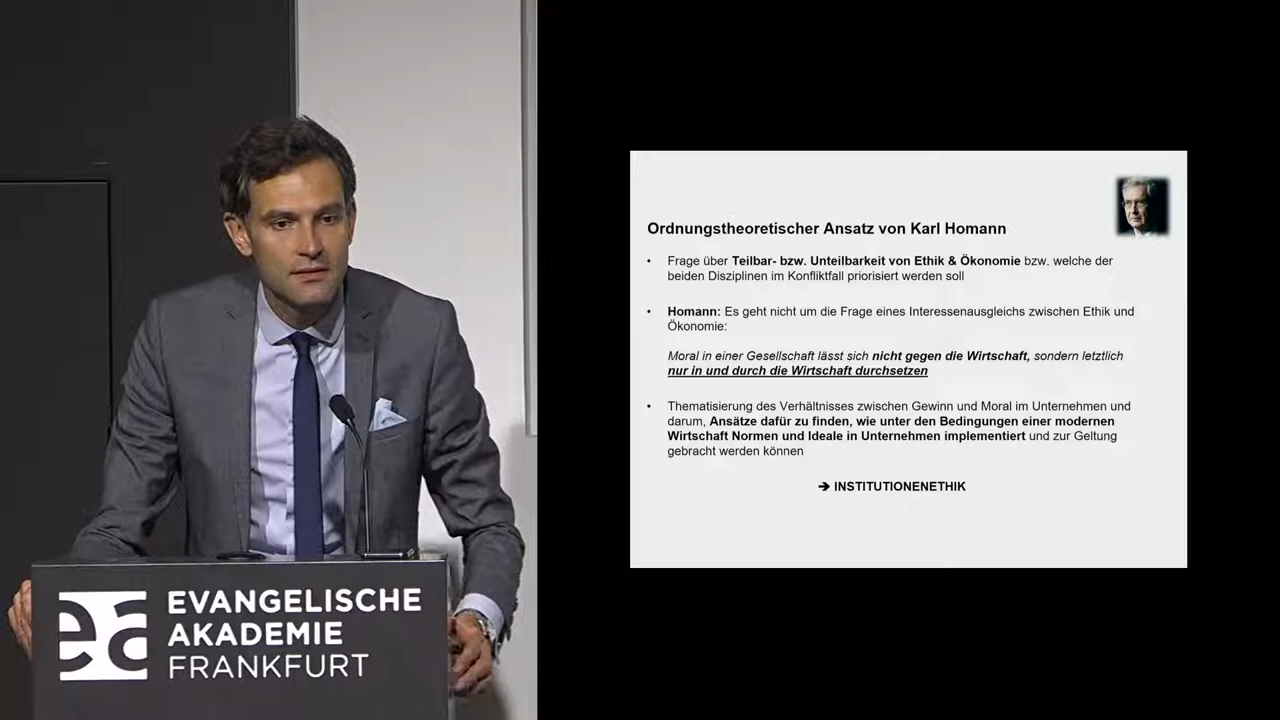 EVANGELISCHE
AKADEMIE
FRANKFURT
ea
Ordnungstheoretischer Ansatz von Karl Homann
• Frage über Teilbar- bzw. Unteilbarkeit von Ethik & Ökonomie bzw. welche der
beiden Disziplinen im Konfliktfall priorisiert werden soll
• Homann: Es geht nicht um die Frage eines Interessenausgleichs zwischen Ethik und
Ökonomie:
Moral in einer Gesellschaft lässt sich nicht gegen die Wirtschaft, sondern letztlich
nur in und durch die Wirtschaft durchsetzen
• Thematisierung des Verhältnisses zwischen Gewinn und Moral im Unternehmen und
darum, Ansätze dafür zu finden, wie unter den Bedingungen einer modernen
Wirtschaft Normen und Ideale in Unternehmen implementiert und zur Geltung
gebracht werden können
➔ INSTITUTIONENETHIK